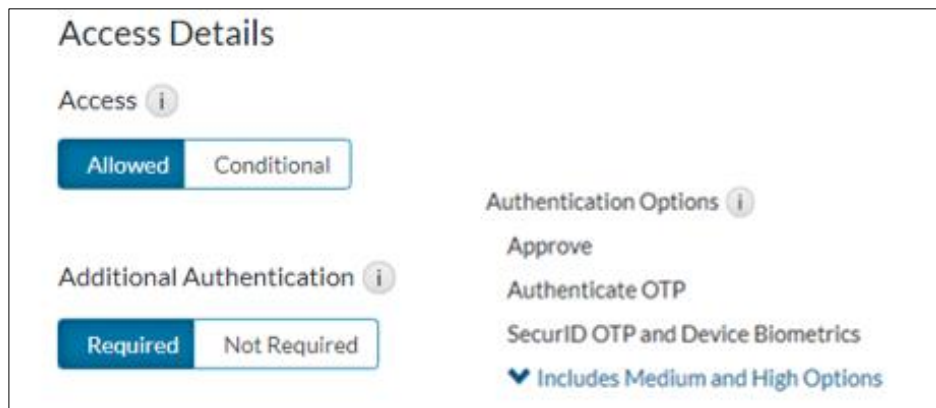 Access Details
Access i
Allowed Conditional
Additional Authentication i
Required Not Required
Authentication Options i
Approve
Authenticate OTP
SecurID OTP and Device Biometrics
Includes Medium and High Options